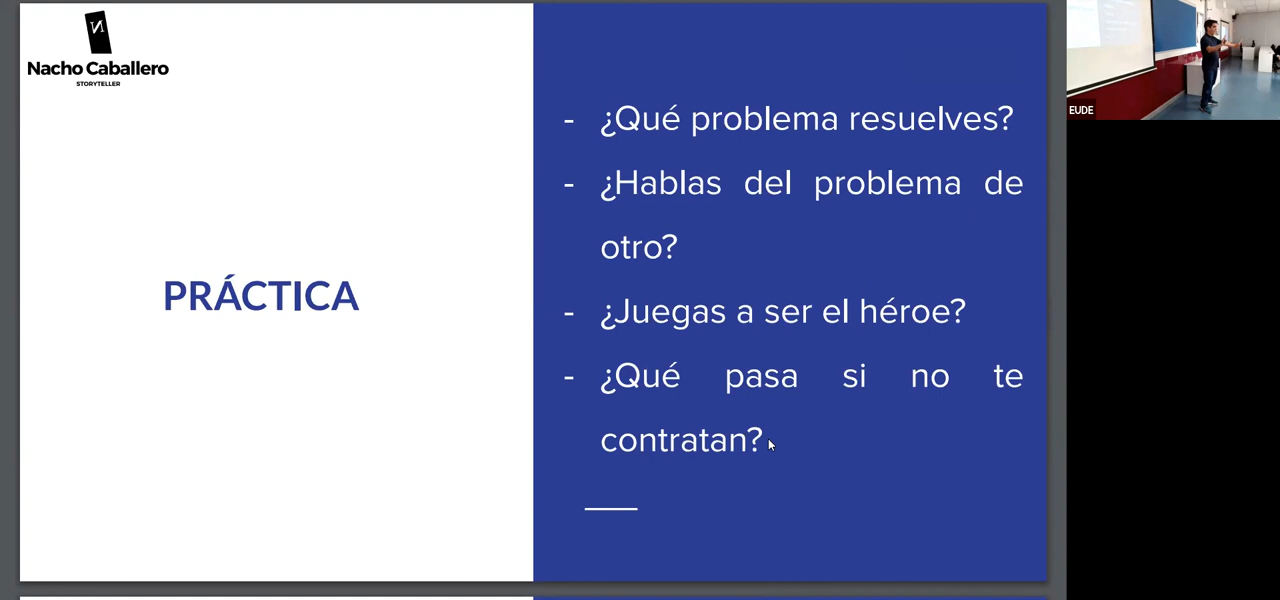 Nacho Caballero
STORYTELLER
PRÁCTICA
- ¿Qué problema resuelves?
- ¿Hablas del problema de
otro?
- ¿Juegas a ser el héroe?
- ¿Qué pasa si no te
contratan?
EUDE